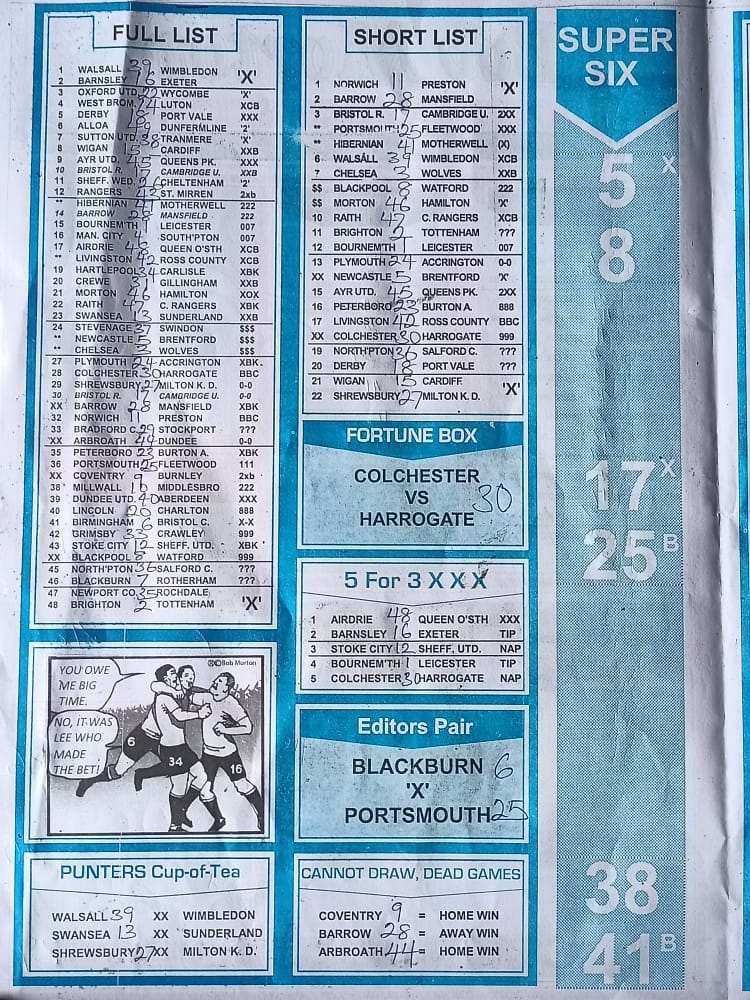 FULL LIST
1 WALSALL 39 WIMBLEDON
2 BARNSLEY 16 EXETER 'X'
3 OXFORD UTD. 22 WYCOMBE 'X'
4 WEST BROM. 14 LUTON XCB
5 DERBY 18 PORT VALE XXX
6 ALLOA 49 DUNFERMLINE '2'
7 SUTTON UTD. 38 TRANMERE 'X'
8 WIGAN 15 CARDIFF XXB
9 AYR UTD. 45 QUEENS PK. XXX
10 BRISTOL R. 17 CAMBRIDGE U. XXB
11 SHEFF. WED. CHELTENHAM '2'
12 RANGERS 43 ST. MIRREN 2xb
** HIBERNIAN 41 MOTHERWELL 222
14 BARROW 28 MANSFIELD 222
15 BOURNEM'TH 1 LEICESTER 007
16 MAN. CITY 4 SOUTH'PTON 007
17 AIRDRIE QUEEN O'STH XCB
** LIVINGSTON 42 ROSS COUNTY XCB
19 HARTLEPOOL 34 CARLISLE XBK
20 CREWE 31 GILLINGHAM XXB
21 MORTON 46 HAMILTON XOX
22 RAITH 47 C. RANGERS XBK
23 SWANSEA 13 SUNDERLAND XXB
24 STEVENAGE 37 SWINDON $$$
** NEWCASTLE 5 BRENTFORD $$$
** CHELSEA 3 WOLVES $$$
27 PLYMOUTH 24 ACCRINGTON XBK.
28 COLCHESTER 30 HARROGATE BBC
29 SHREWSBURY 27 MILTON K. D. 0-0
30 BRISTOL R. 17 CAMBRIDGE U. 0-0
XX BARROW 28 MANSFIELD XBK
32 NORWICH 11 PRESTON BBC
33 BRADFORD C. 29 STOCKPORT ???
XX ARBROATH 44 DUNDEE 0-0
35 PETERBORO 23 BURTON A. XBK
36 PORTSMOUTH 25 FLEETWOOD 111
XX COVENTRY 9 BURNLEY 2xb
38 MILLWALL 10 MIDDLESBRO 222
39 DUNDEE UTD. 40 ABERDEEN XXX
40 LINCOLN 20 CHARLTON 888
41 BIRMINGHAM 6 BRISTOL C. X-X
42 GRIMSBY 33 CRAWLEY 999
43 STOKE CITY 12 SHEFF. UTD. XBK
XX BLACKPOOL 8 WATFORD 999
45 NORTH'PTON 36 SALFORD C. ???
46 BLACKBURN 7 ROTHERHAM ???
47 NEWPORT CO. 35 ROCHDALE
48 BRIGHTON 2 TOTTENHAM 'X'
YOU OWE
ME BIG
TIME.
NO, IT WAS
LEE WHO
MADE
THE BET!
©Bob Morton
6
34
16
PUNTERS Cup-of-Tea
WALSALL 39 XX WIMBLEDON
SWANSEA 13 XX SUNDERLAND
SHREWSBURY 27 XX MILTON K. D.
SHORT LIST
1 NORWICH 11 PRESTON 'X'
2 BARROW 28 MANSFIELD
3 BRISTOL R. 17 CAMBRIDGE U. 2XX
** PORTSMOUTH 25 FLEETWOOD XXX
** HIBERNIAN 41 MOTHERWELL (X)
6 WALSALL 39 WIMBLEDON XCB
7 CHELSEA 3 WOLVES XXB
$$ BLACKPOOL 8 WATFORD 222
$$ MORTON 46 HAMILTON 'X'
10 RAITH 47 C. RANGERS XCB
11 BRIGHTON 2 TOTTENHAM ???
12 BOURNEM'TH 1 LEICESTER 007
13 PLYMOUTH 24 ACCRINGTON 0-0
XX NEWCASTLE 5 BRENTFORD 'X'
15 AYR UTD. 45 QUEENS PK. 2XX
16 PETERBORO 23 BURTON A. 888
17 LIVINGSTON 42 ROSS COUNTY BBC
XX COLCHESTER 30 HARROGATE 999
19 NORTH'PTON 36 SALFORD C. ???
20 DERBY 18 PORT VALE ???
21 WIGAN 15 CARDIFF 'X'
22 SHREWSBURY 27 MILTON K. D.
FORTUNE BOX
COLCHESTER
VS 30
HARROGATE
5 For 3 X X X
1 AIRDRIE 48 QUEEN O'STH XXX
2 BARNSLEY 16 EXETER TIP
3 STOKE CITY 12 SHEFF. UTD. NAP
4 BOURNEM'TH 1 LEICESTER TIP
5 COLCHESTER 30 HARROGATE NAP
Editors Pair
BLACKBURN 6
'X'
PORTSMOUTH 25
CANNOT DRAW, DEAD GAMES
COVENTRY 9 = HOME WIN
BARROW 28 = AWAY WIN
ARBROATH 44 = HOME WIN
SUPER
SIX
5 X
8
17 X
25 B
38
41 B